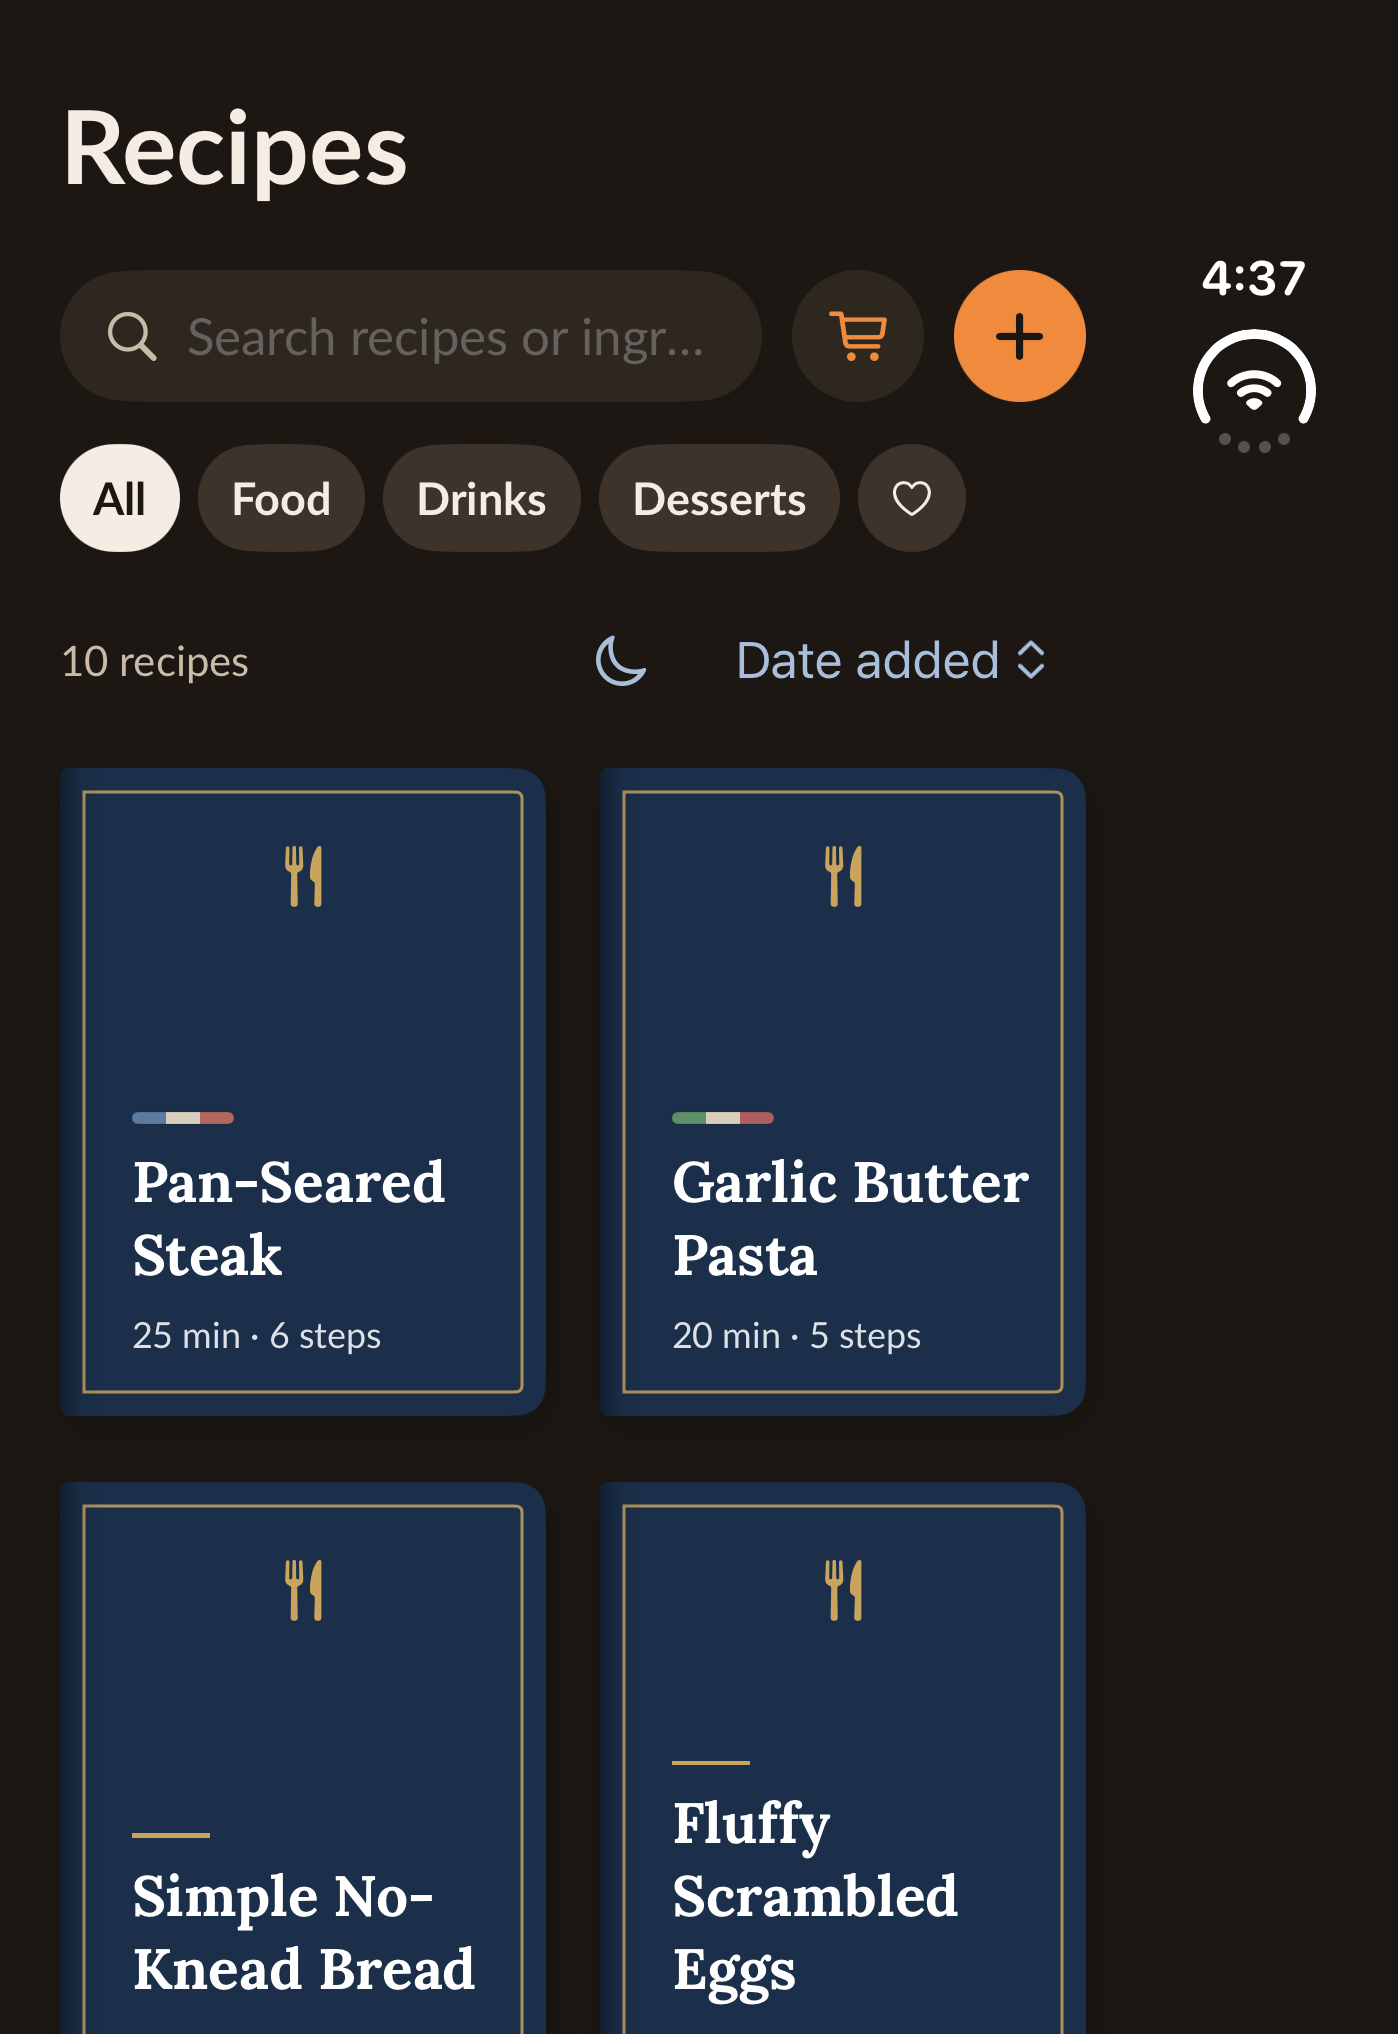 Recipes
4:37
Search recipes or ingr...
All Food Drinks Desserts
10 recipes Date added
Pan-Seared
Steak
25 min · 6 steps
Garlic Butter
Pasta
20 min · 5 steps
Simple No-
Knead Bread
Fluffy
Scrambled
Eggs